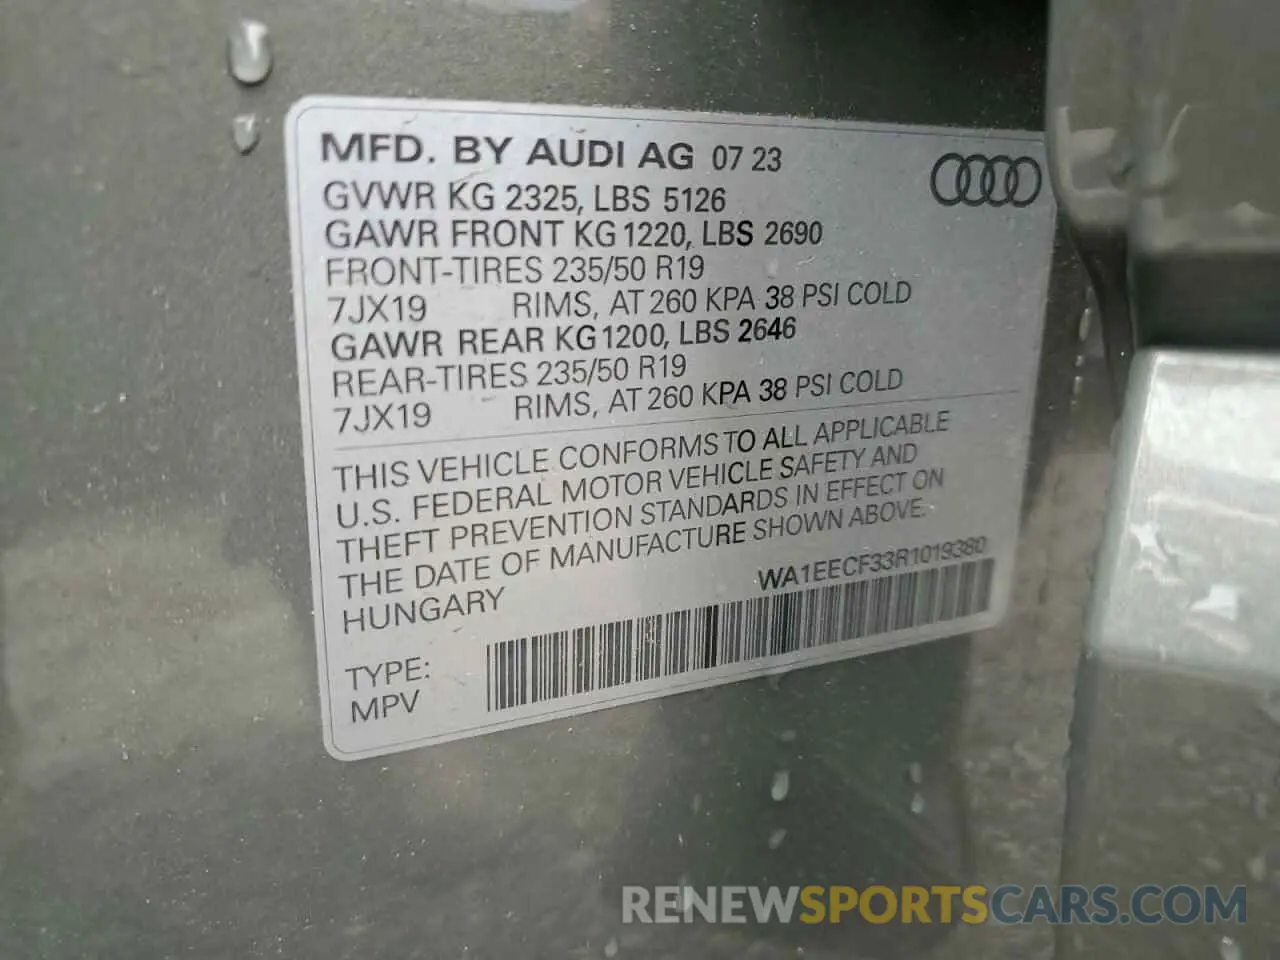 MFD. BY AUDI AG 07 23
GVWR KG 2325, LBS 5126
GAWR FRONT KG 1220, LBS 2690
FRONT-TIRES 235/50 R19
7JX19 RIMS, AT 260 KPA 38 PSI COLD
GAWR REAR KG 1200, LBS 2646
REAR-TIRES 235/50 R19
7JX19 RIMS, AT 260 KPA 38 PSI COLD
THIS VEHICLE CONFORMS TO ALL APPLICABLE
U.S. FEDERAL MOTOR VEHICLE SAFETY AND
THEFT PREVENTION STANDARDS IN EFFECT ON
THE DATE OF MANUFACTURE SHOWN ABOVE.
HUNGARY
WA1EECF33R1019380
TYPE:
MPV
RENEWSPORTSCARS.COM